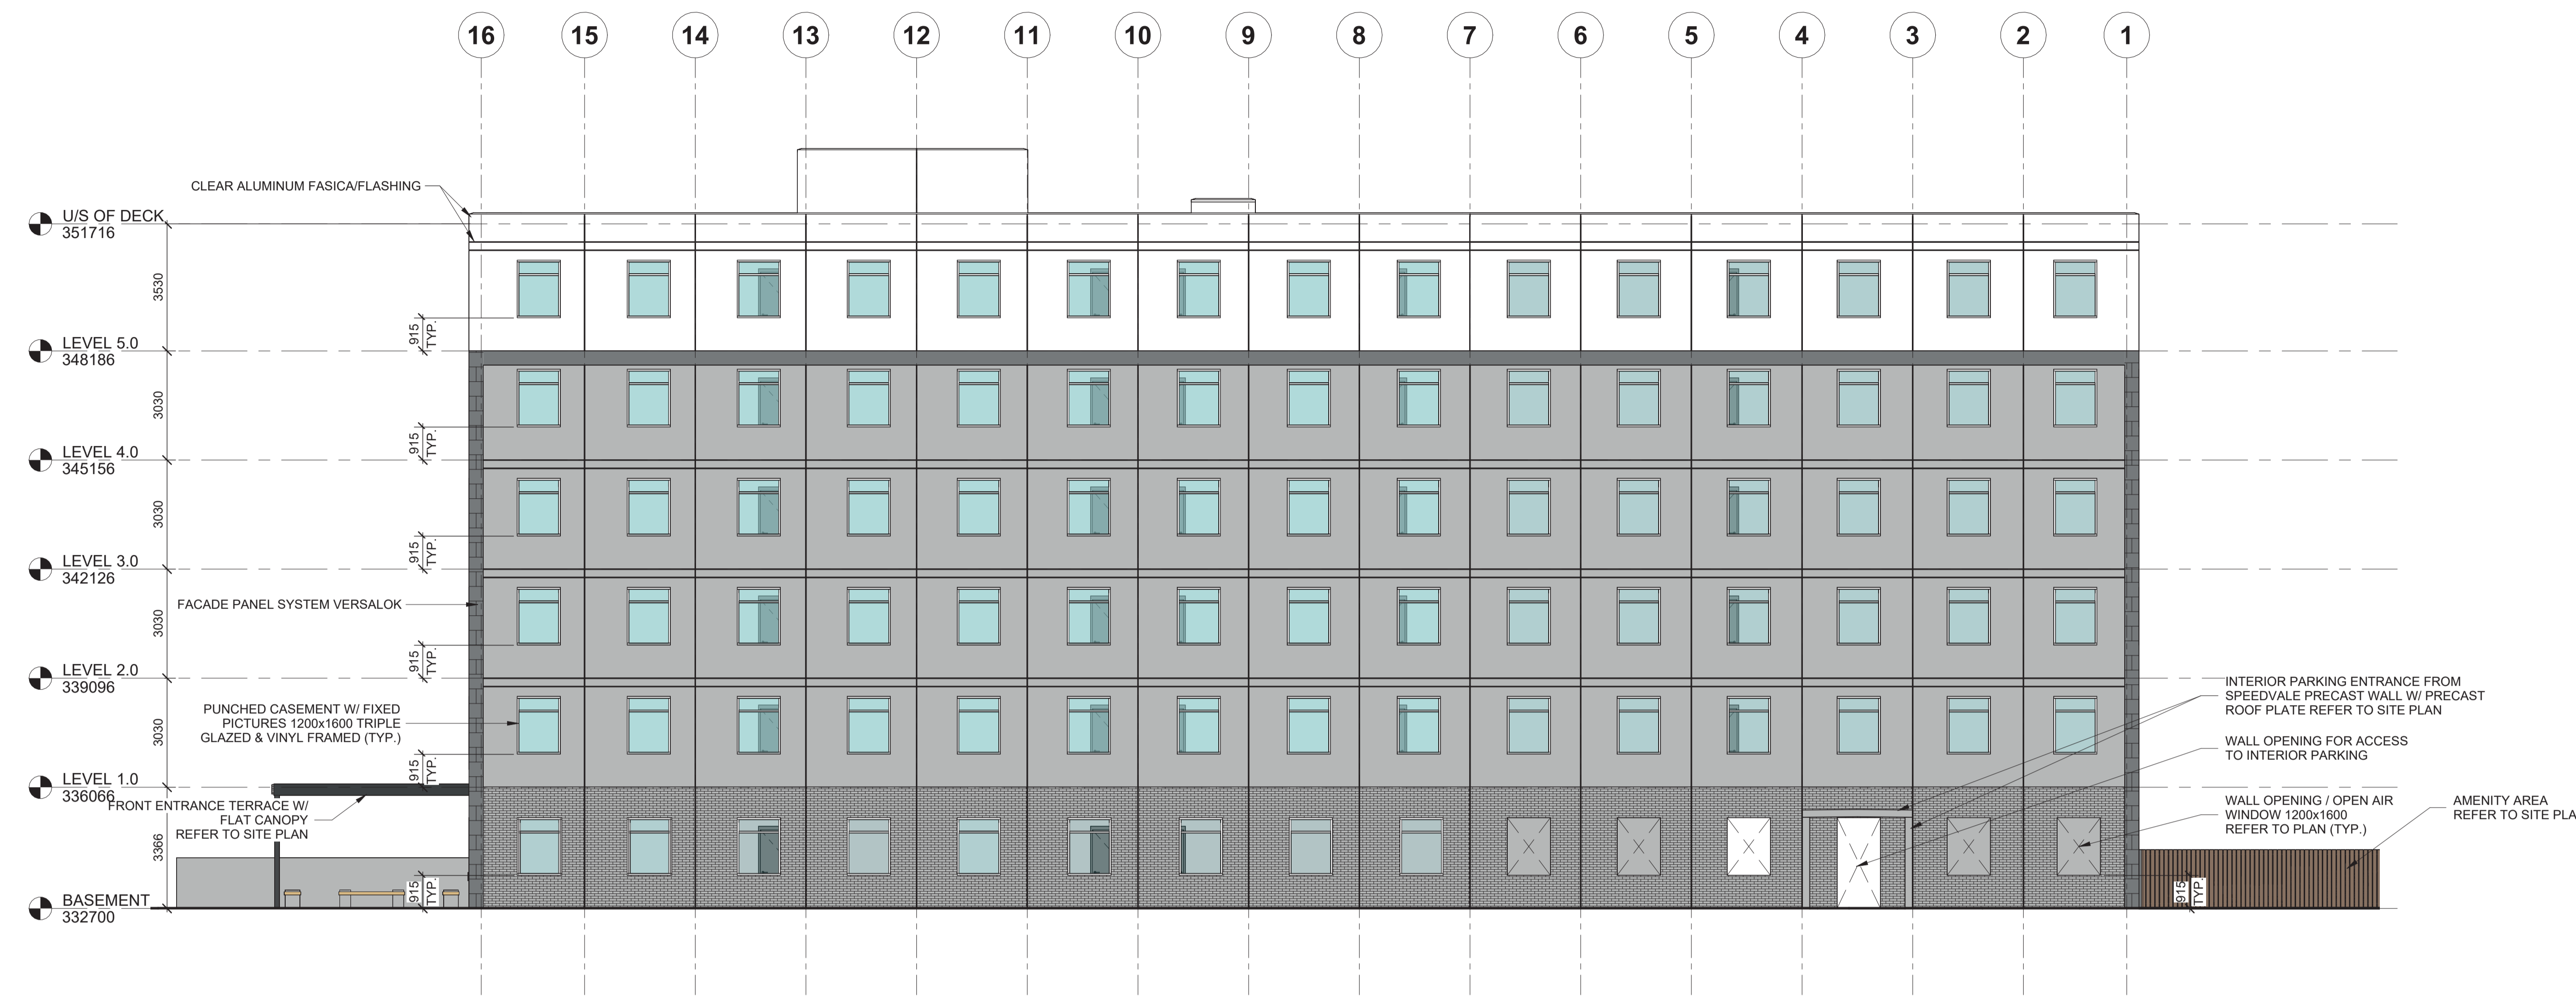 16 15 14 13 12 11 10 9 8 7 6 5 4 3 2 1
CLEAR ALUMINUM FASICA/FLASHING
U/S OF DECK
351716
3530
915
TYP.
LEVEL 5.0
348186
3030
915
TYP.
LEVEL 4.0
345156
3030
915
TYP.
LEVEL 3.0
342126
FACADE PANEL SYSTEM VERSALOK
3030
915
TYP.
LEVEL 2.0
339096
PUNCHED CASEMENT W/ FIXED
PICTURES 1200x1600 TRIPLE
GLAZED & VINYL FRAMED (TYP.)
3030
915
TYP.
LEVEL 1.0
336066
FRONT ENTRANCE TERRACE W/
FLAT CANOPY
REFER TO SITE PLAN
3366
915
TYP.
BASEMENT
332700
INTERIOR PARKING ENTRANCE FROM
SPEEDVALE PRECAST WALL W/ PRECAST
ROOF PLATE REFER TO SITE PLAN
WALL OPENING FOR ACCESS
TO INTERIOR PARKING
WALL OPENING / OPEN AIR
WINDOW 1200x1600
REFER TO PLAN (TYP.)
AMENITY AREA
REFER TO SITE PLA
915
TYP.